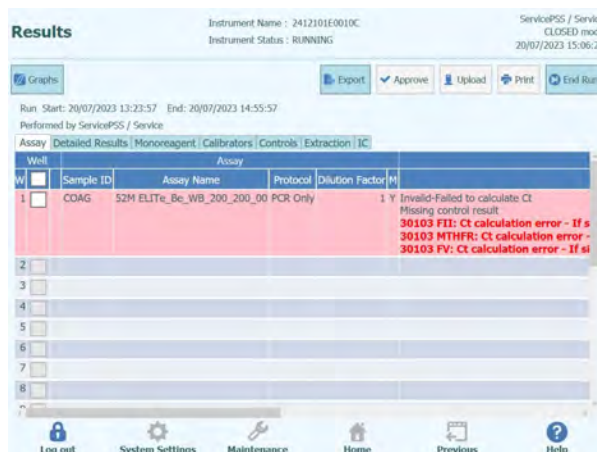 Results
Instrument Name : 2412101E0010C
Instrument Status : RUNNING
ServicePSS / Servic
CLOSED mod
20/07/2023 15:06:2
Graphs
Export
Approve
Upload
Print
End Run
Run Start: 20/07/2023 13:23:57 End: 20/07/2023 14:55:57
Performed by ServicePSS / Service
Assay Detailed Results Monoreagent Calibrators Controls Extraction IC
Well Assay
W Sample ID Assay Name Protocol Dilution Factor M
1 COAG 52M ELITe_Be_WB_200_200_00 PCR Only 1 Y Invalid-Failed to calculate Ct
Missing control result
30103 FII: Ct calculation error - If s
30103 MTHFR: Ct calculation error -
30103 FV: Ct calculation error - If si
2
3
4
5
6
7
8
Log out
System Settings
Maintenance
Home
Previous
Help